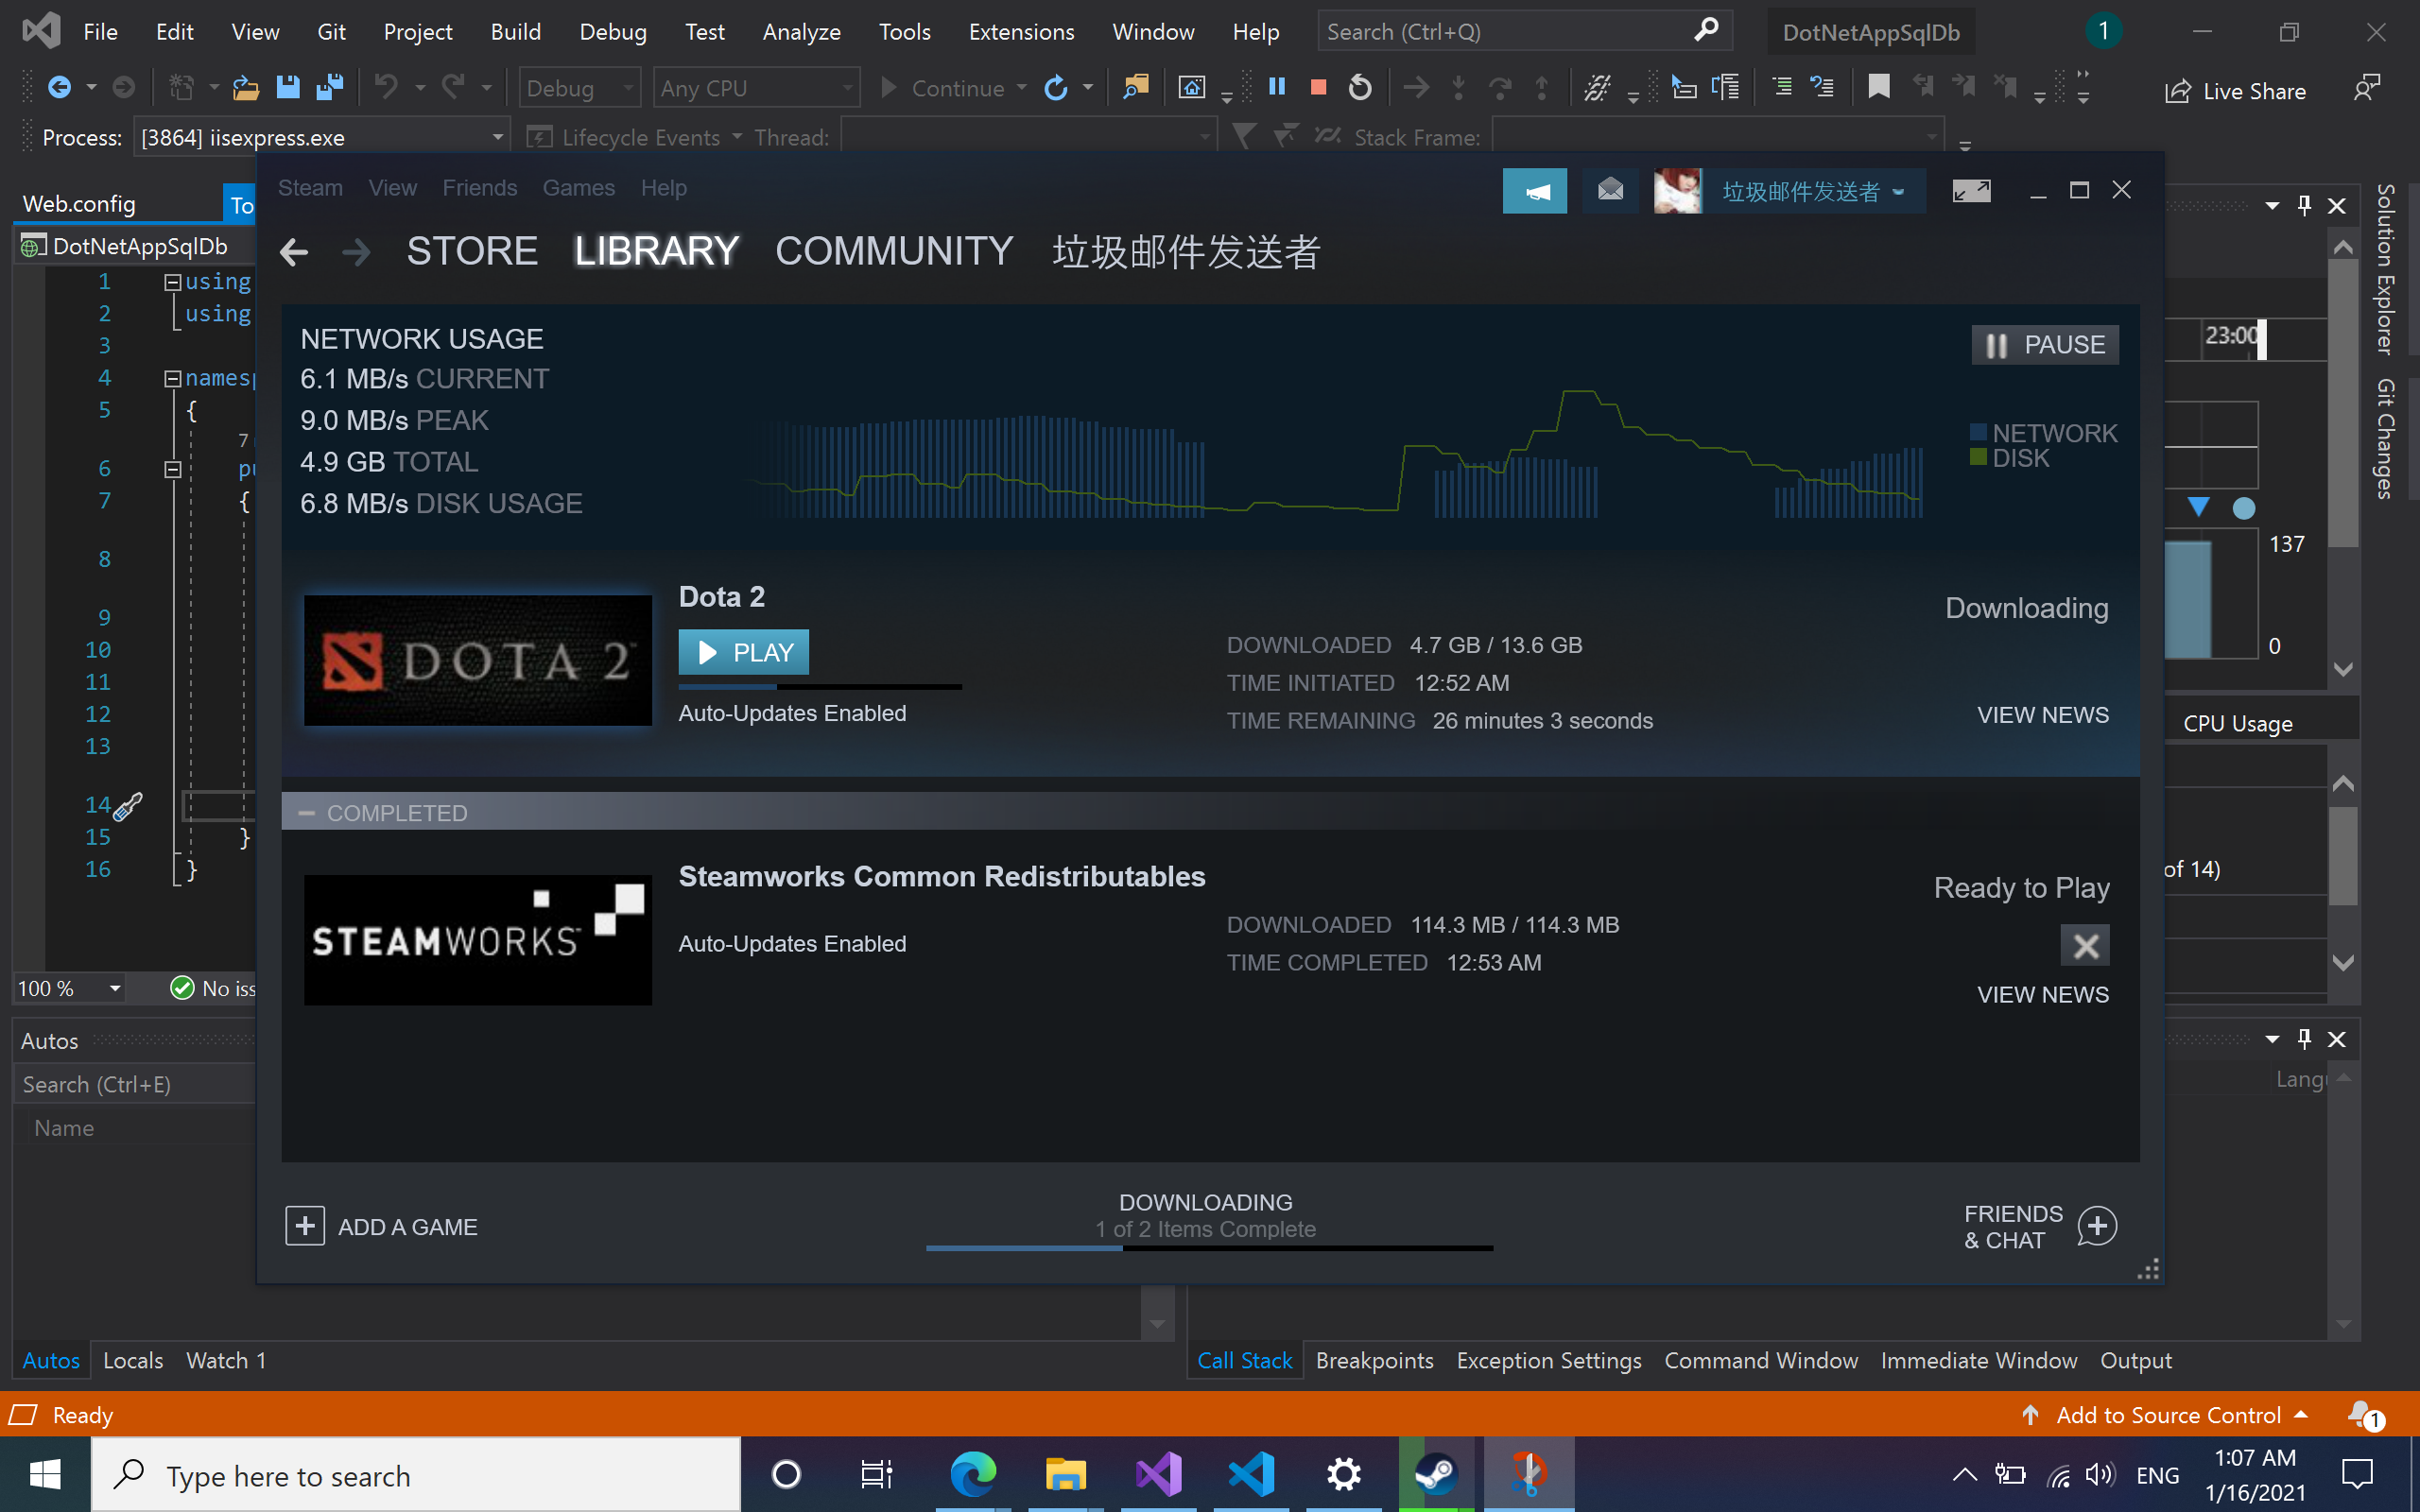 File Edit View Git Project Build Debug Test Analyze Tools Extensions Window Help Search (Ctrl+Q) DotNetAppSqlDb 1
Debug Any CPU Continue Live Share
Process: [3864] iisexpress.exe Lifecycle Events Thread: Stack Frame:
Steam View Friends Games Help 垃圾邮件发送者
Web.config To
STORE LIBRARY COMMUNITY 垃圾邮件发送者
DotNetAppSqlDb
Solution Explorer
Git Changes
1 using
2 using
3
4 namesp
5 {
7
6 pu
7 {
8
9
10
11
12
13
14
15 }
16 }
NETWORK USAGE
6.1 MB/s CURRENT
9.0 MB/s PEAK
4.9 GB TOTAL
6.8 MB/s DISK USAGE
PAUSE
NETWORK
DISK
23:00
137
0
DOTA 2
Dota 2
PLAY
Auto-Updates Enabled
DOWNLOADED 4.7 GB / 13.6 GB
TIME INITIATED 12:52 AM
TIME REMAINING 26 minutes 3 seconds
Downloading
VIEW NEWS
CPU Usage
COMPLETED
STEAMWORKS
Steamworks Common Redistributables
Auto-Updates Enabled
DOWNLOADED 114.3 MB / 114.3 MB
TIME COMPLETED 12:53 AM
Ready to Play
VIEW NEWS
of 14)
100 % No iss
Autos
Search (Ctrl+E)
Name
Langu
ADD A GAME
DOWNLOADING
1 of 2 Items Complete
FRIENDS
& CHAT
Autos Locals Watch 1
Call Stack Breakpoints Exception Settings Command Window Immediate Window Output
Ready
Add to Source Control 1
Type here to search
ENG
1:07 AM
1/16/2021